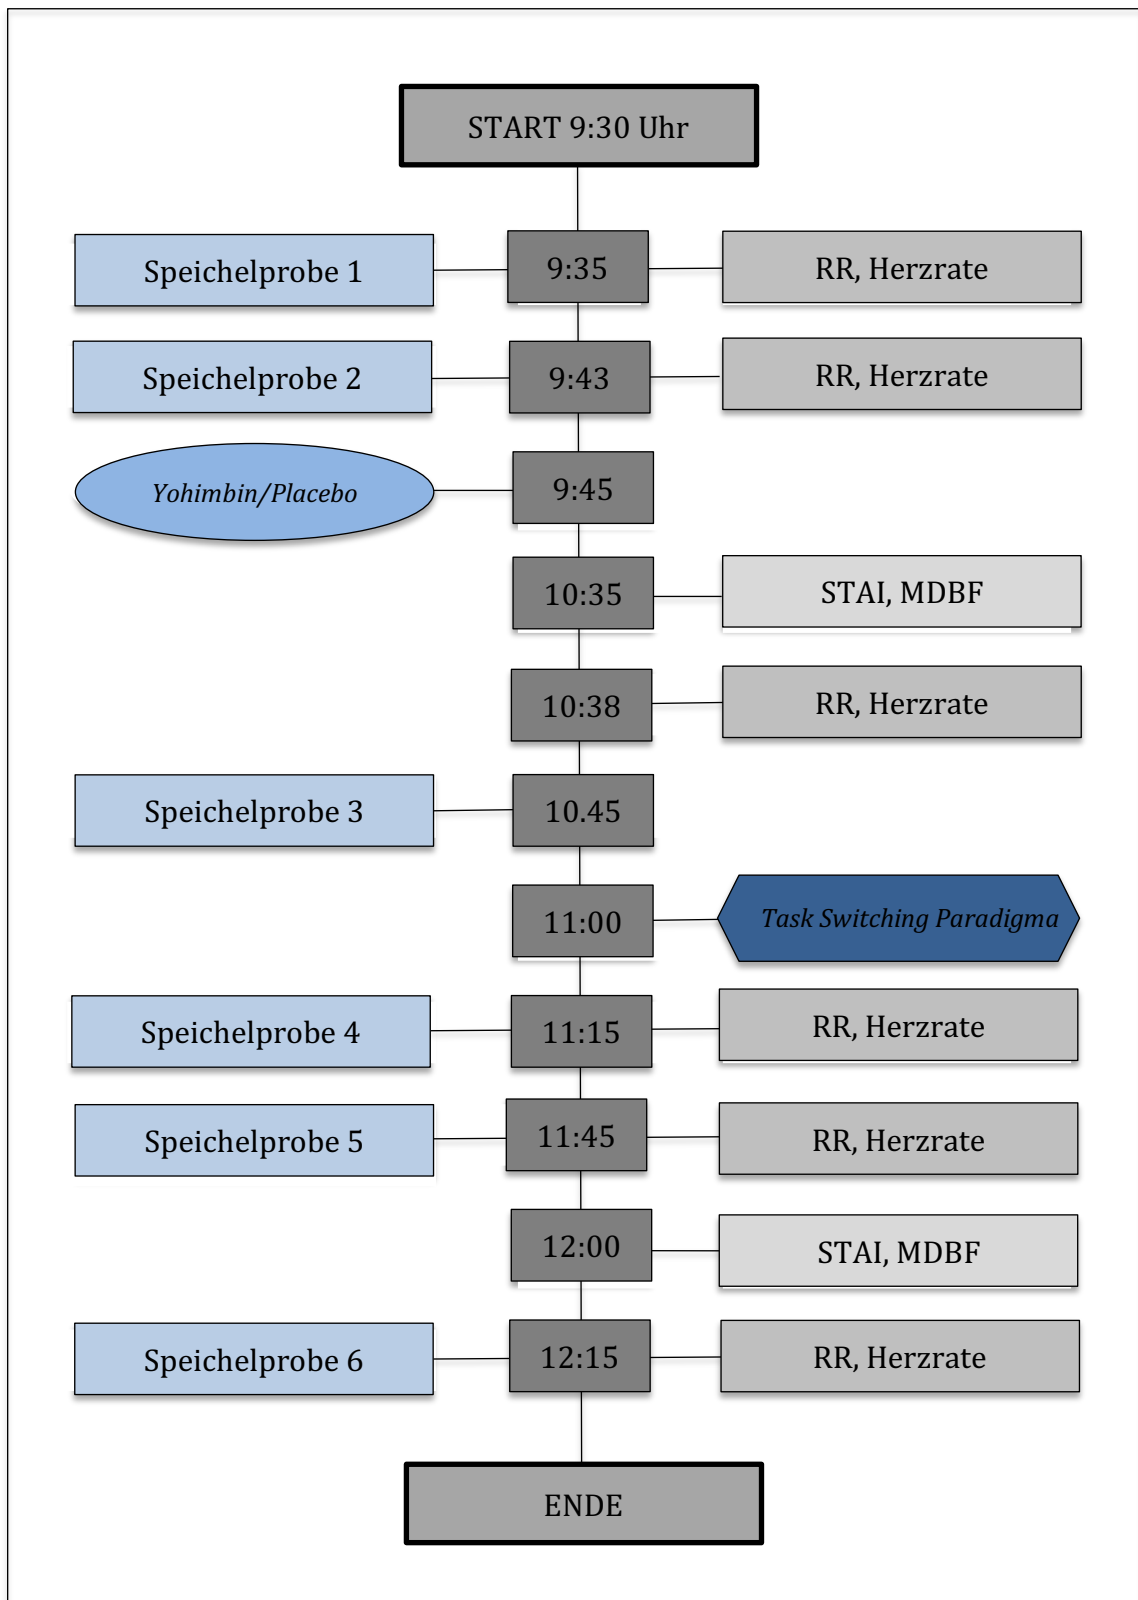 START 9:30 Uhr
Speichelprobe 1
9:35
RR, Herzrate
Speichelprobe 2
9:43
RR, Herzrate
Yohimbin/Placebo
9:45
10:35
STAI, MDBF
10:38
RR, Herzrate
Speichelprobe 3
10.45
11:00
Task Switching Paradigma
Speichelprobe 4
11:15
RR, Herzrate
Speichelprobe 5
11:45
RR, Herzrate
12:00
STAI, MDBF
Speichelprobe 6
12:15
RR, Herzrate
ENDE